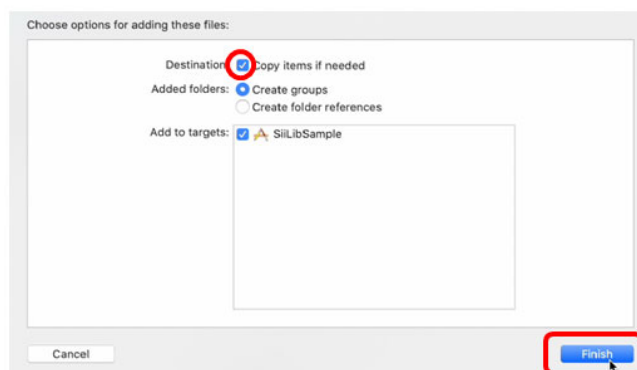 Choose options for adding these files:
Destination Copy items if needed
Added folders: Create groups
Create folder references
Add to targets: SiiLibSample
Cancel Finish